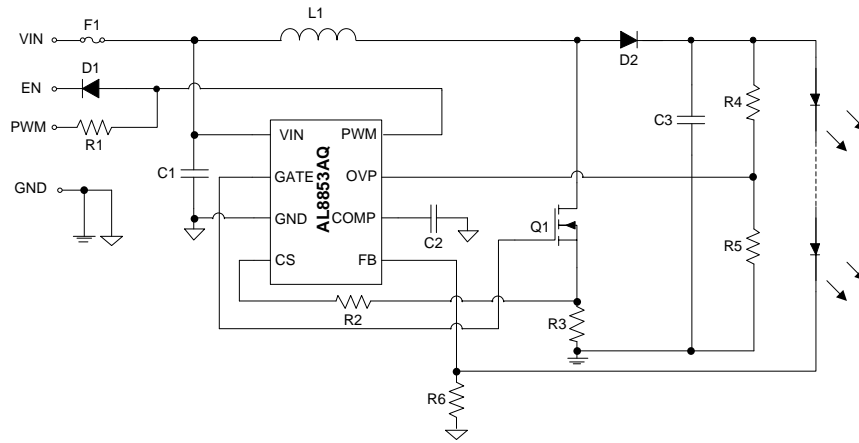 L1
VIN
F1
D2
D1
EN
R4
PWM
R1
C3
VIN
PWM
C1
GATE
OVP
AL8853AQ
GND
GND
COMP
Q1
C2
R5
CS
FB
R2
R3
R6